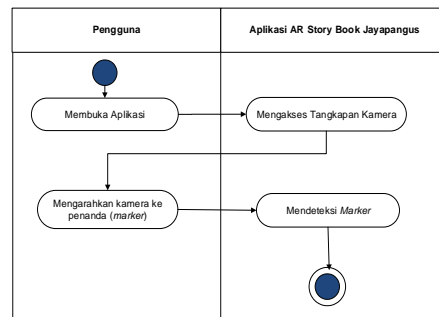 Pengguna
Aplikasi AR Story Book Jayapangus
Membuka Aplikasi
Mengakses Tangkapan Kamera
Mengarahkan kamera ke
penanda (marker)
Mendeteksi Marker